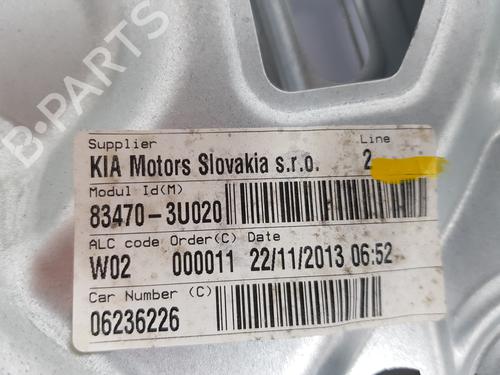 B-PARTS
Supplier Line
KIA Motors Slovakia s.r.o. 2
Modul Id(M)
83470-3U020
ALC code Order(C) Date
W02 000011 22/11/2013 06:52
Car Number (C)
06236226